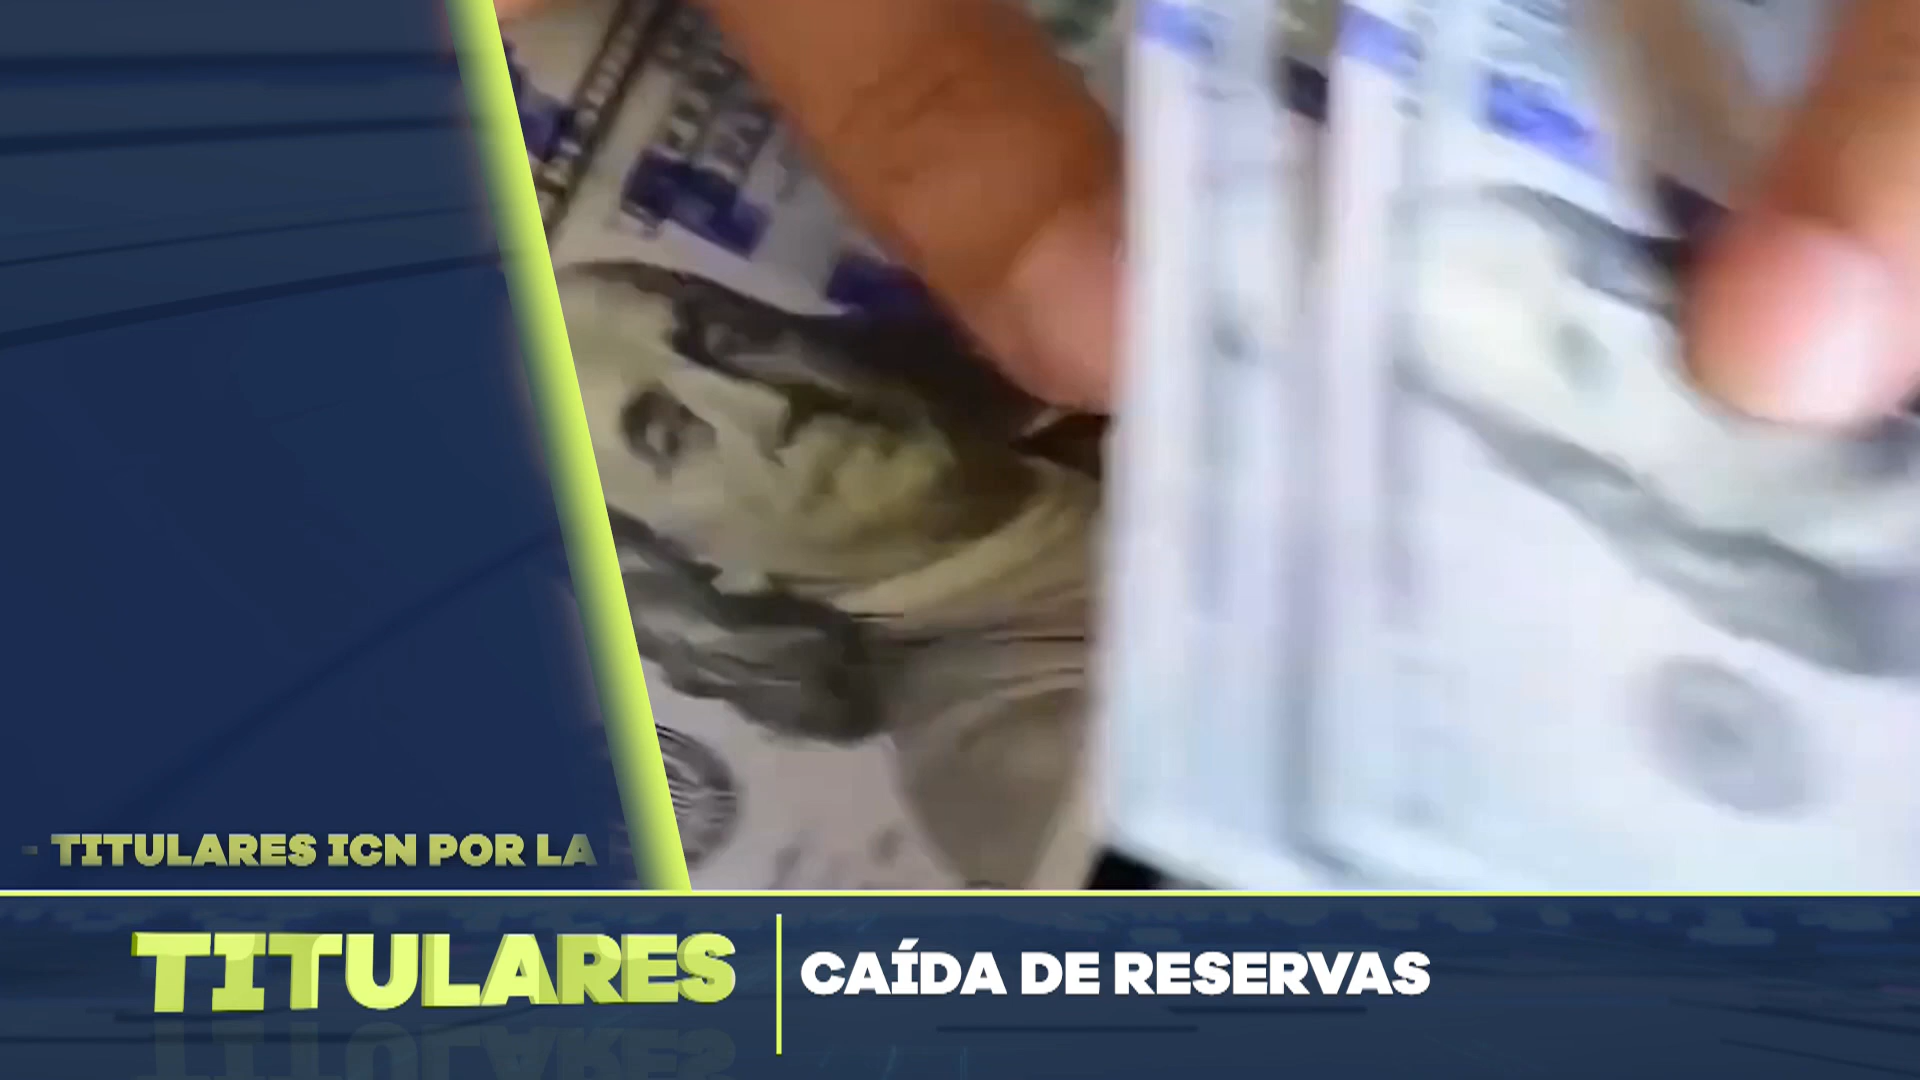 - TITULARES ICN POR LA
TITULARES
CAÍDA DE RESERVAS